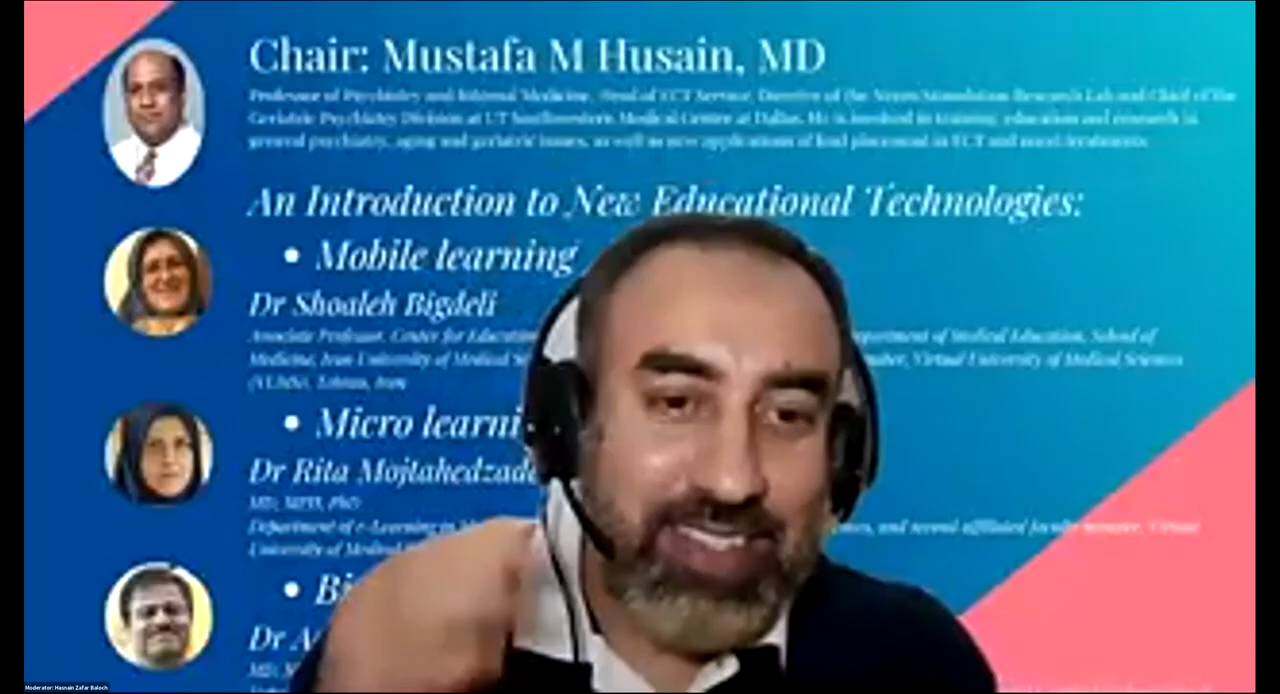 Chair: Mustafa M Husain, MD
Professor of Psychiatry and Internal Medicine, Head of ECT Service, Director of the Neuro-Stimulation Research Lab and Chief of the
Geriatric Psychiatry Division at UT Southwestern Medical Center at Dallas. He is involved in training, education and research in
general psychiatry, aging and geriatric issues, as well as new applications of lead placement in ECT and novel treatments.
An Introduction to New Educational Technologies:
• Mobile learning
Dr Shoaleh Bigdeli
Associate Professor, Center for Education Department of Medical Education, School of
Medicine, Iran University of Medical Virtual University of Medical Sciences
Tehran, Iran
• Micro learni
Dr Rita Mojtahedzade
MD, MPH, PhD
Department of e-Learning in and second affiliated faculty member, Virtual
University of Medical
• Bi
Dr A
MD;
Moderator: Hasnain Zafar Baloch